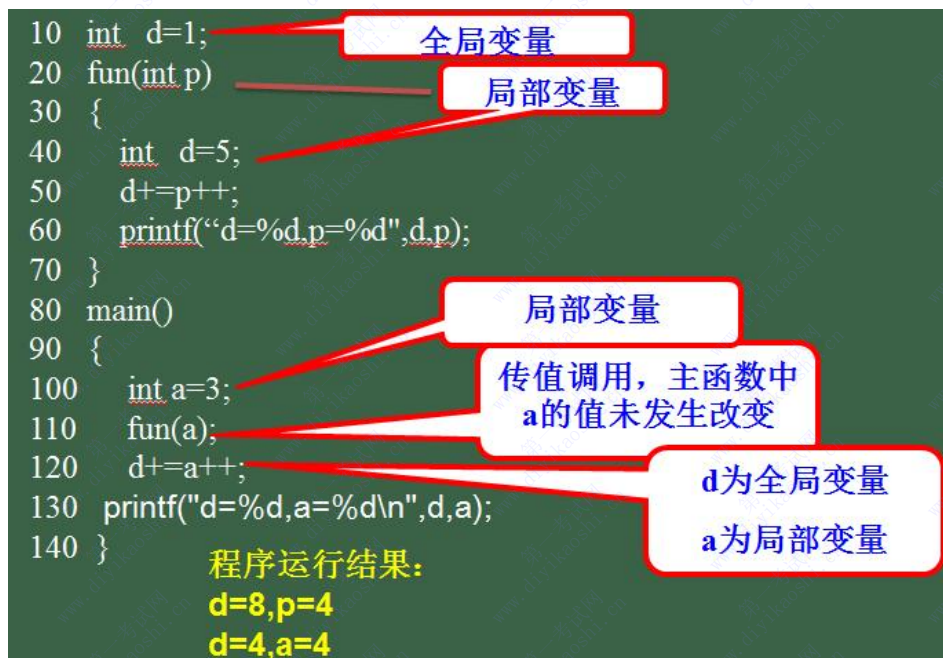 10 int d=1;
全局变量
20 fun(int p)
局部变量
30 {
40 int d=5;
50 d+=p++;
60 printf(“d=%d,p=%d",d,p);
70 }
80 main()
局部变量
90 {
传值调用，主函数中
a的值未发生改变
100 int a=3;
110 fun(a);
120 d+=a++;
d为全局变量
a为局部变量
130 printf("d=%d,a=%d\n",d,a);
140 }
程序运行结果：
d=8,p=4
d=4,a=4